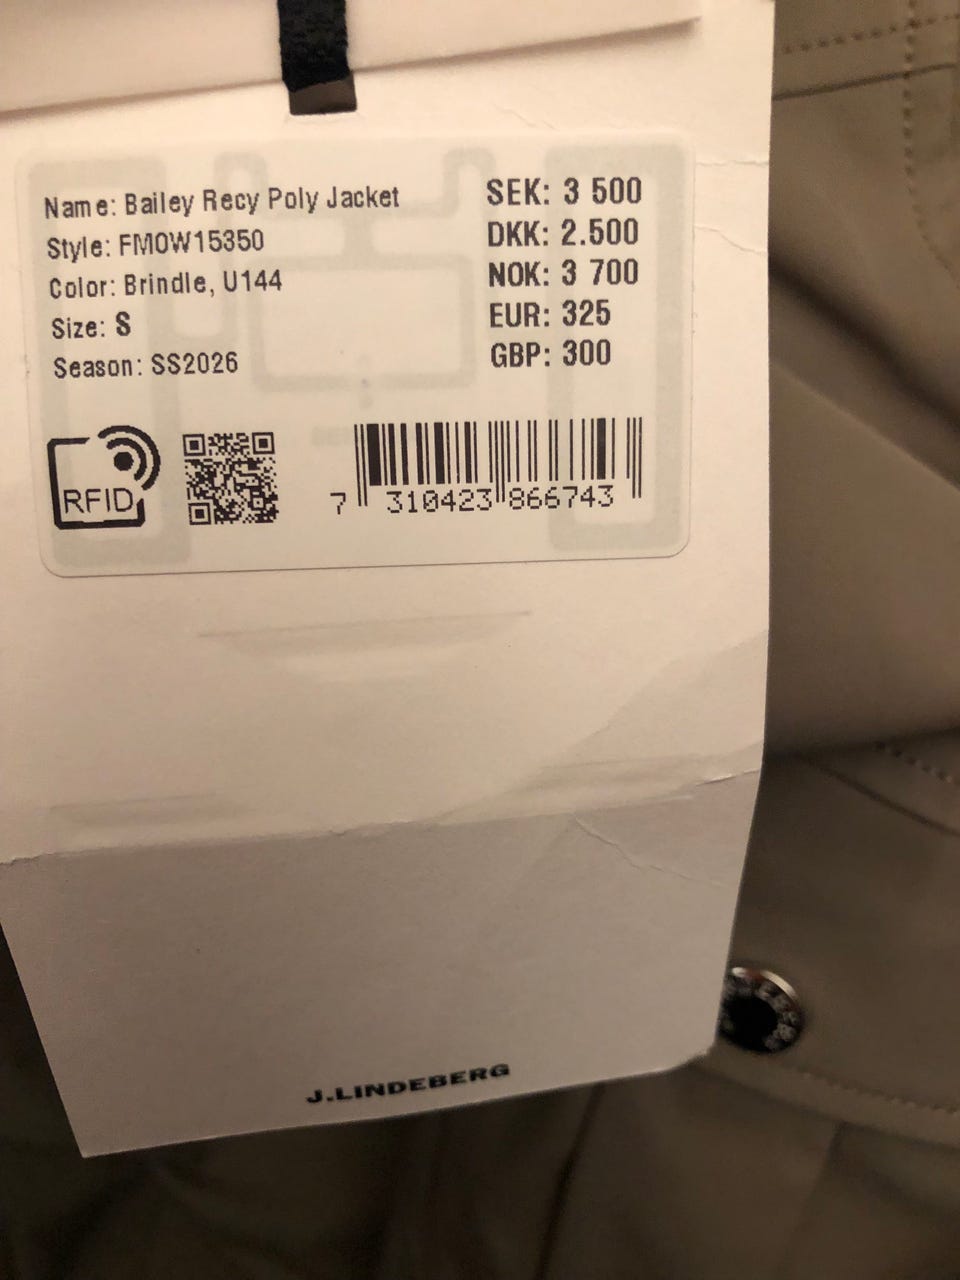 Name: Bailey Recy Poly Jacket
Style: FMOW15350
Color: Brindle, U144
Size: S
Season: SS2026
SEK: 3 500
DKK: 2.500
NOK: 3 700
EUR: 325
GBP: 300
RFID
7 310423 866743
J.LINDEBERG